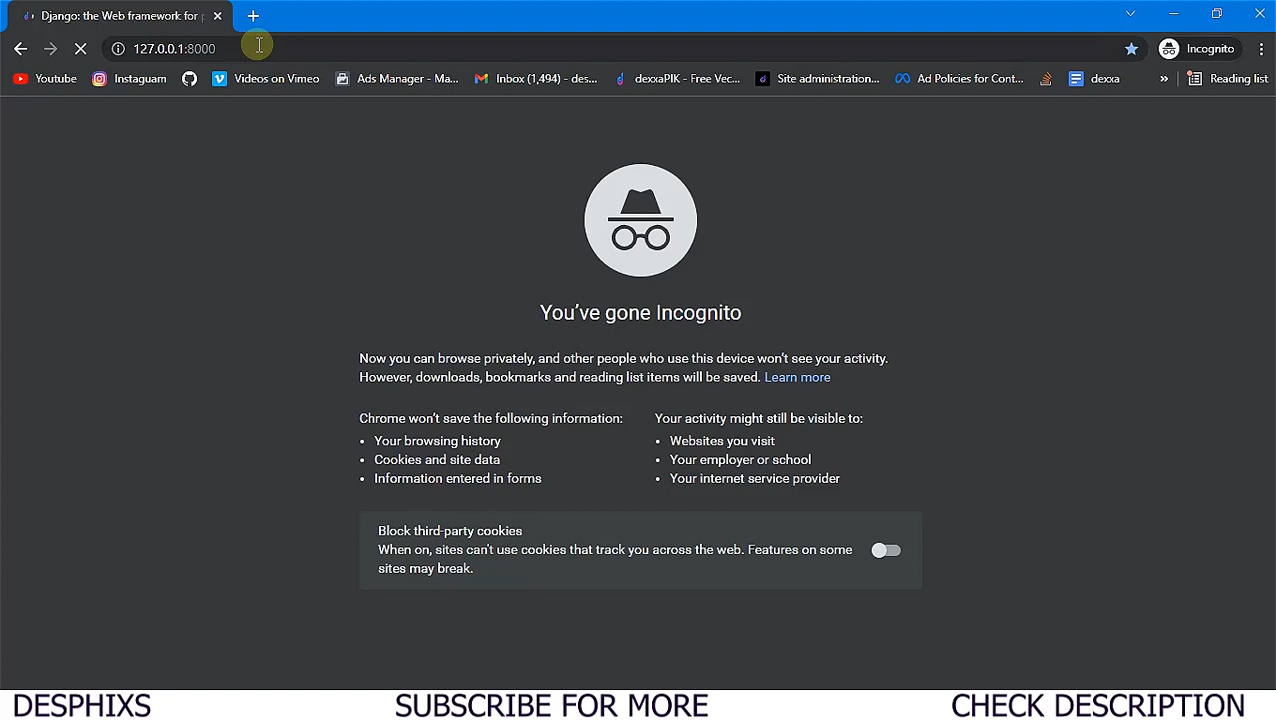 Django: the Web framework for
127.0.0.1:8000
Incognito
Youtube
Instaguam
Videos on Vimeo
Ads Manager - Ma...
Inbox (1,494) - des...
dexxaPIK - Free Vec...
Site administration...
Ad Policies for Cont...
dexxa
»
Reading list
You've gone Incognito
Now you can browse privately, and other people who use this device won't see your activity.
However, downloads, bookmarks and reading list items will be saved. Learn more
Chrome won't save the following information:
• Your browsing history
• Cookies and site data
• Information entered in forms
Your activity might still be visible to:
• Websites you visit
• Your employer or school
• Your internet service provider
Block third-party cookies
When on, sites can't use cookies that track you across the web. Features on some
sites may break.
DESPHIXS
SUBSCRIBE FOR MORE
CHECK DESCRIPTION